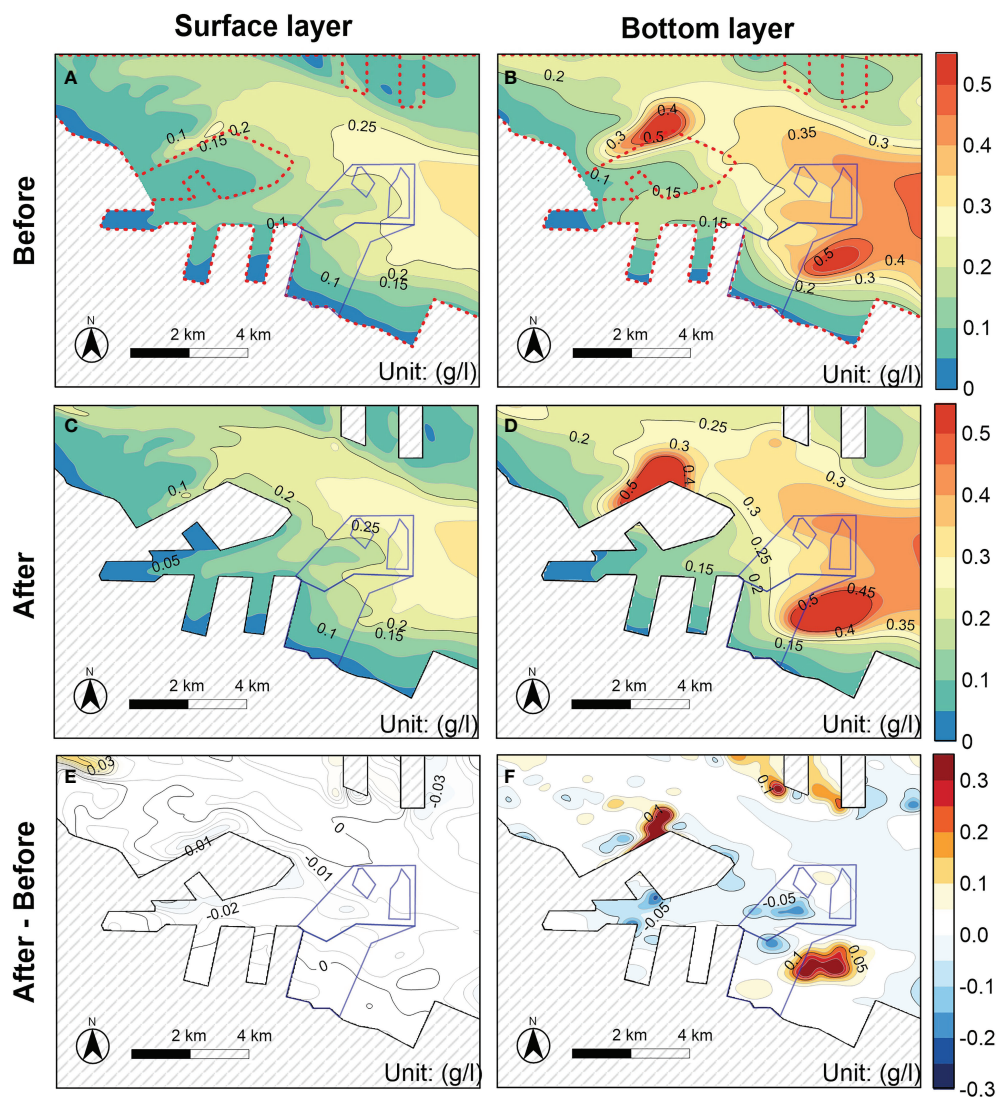 Surface layer
Bottom layer
Before
A
0.1
0.2
0.15
0.25
0.1
0.1
0.2
0.15
N
2 km 4 km
Unit: (g/l)
B
0.2
0.4
0.3
0.5
0.35
0.3
0.1
0.15
0.15
0.5
0.4
0.3
0.2
N
2 km 4 km
Unit: (g/l)
0.5
0.4
0.3
0.2
0.1
0
After
C
0.1
0.2
0.25
0.05
0.1
0.2
0.15
N
2 km 4 km
Unit: (g/l)
D
0.2
0.25
0.3
0.4
0.5
0.3
0.3
0.25
0.15
0.2
0.5
0.45
0.4
0.35
0.15
N
2 km 4 km
Unit: (g/l)
0.5
0.4
0.3
0.2
0.1
0
After - Before
E
0.03
-0.03
0
0.01
-0.01
-0.02
0
N
2 km 4 km
Unit: (g/l)
F
0.1
0.1
-0.05
-0.05
0.1
0.05
N
2 km 4 km
Unit: (g/l)
0.3
0.2
0.1
0.0
-0.1
-0.2
-0.3